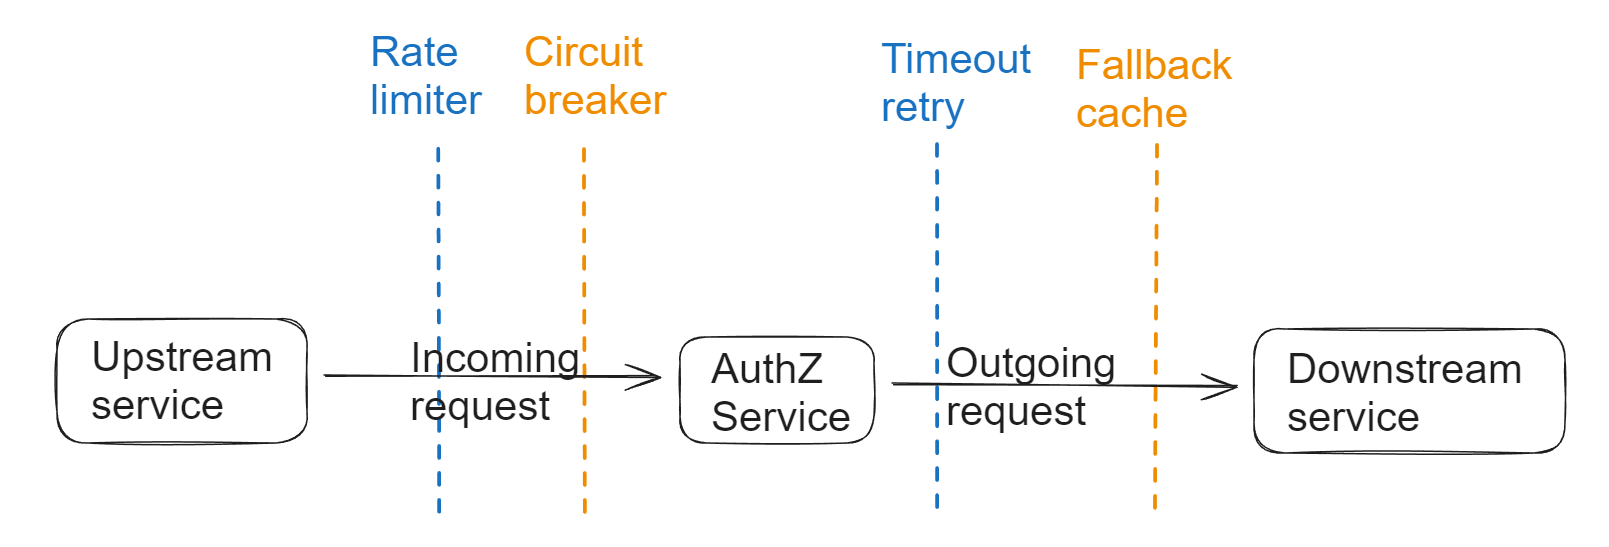 Rate
limiter
Circuit
breaker
Timeout
retry
Fallback
cache
Upstream
service
Incoming
request
AuthZ
Service
Outgoing
request
Downstream
service